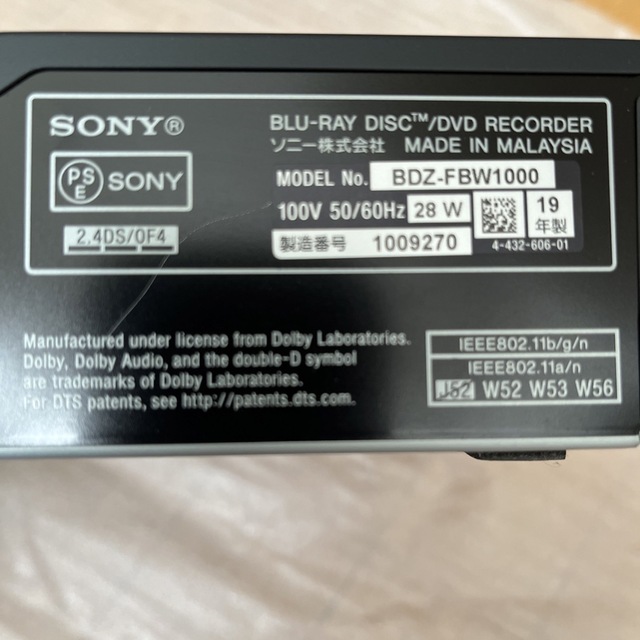 SONY®
BLU-RAY DISC™/DVD RECORDER
ソニー株式会社 MADE IN MALAYSIA
PSE SONY
MODEL No. BDZ-FBW1000
100V 50/60Hz 28 W
19年製
2.4DS/OF4
製造番号 1009270
4-432-606-01
Manufactured under license from Dolby Laboratories.
Dolby, Dolby Audio, and the double-D symbol
are trademarks of Dolby Laboratories.
For DTS patents, see http://patents.dts.com.
IEEE802.11b/g/n
IEEE802.11a/n
J52 W52 W53 W56